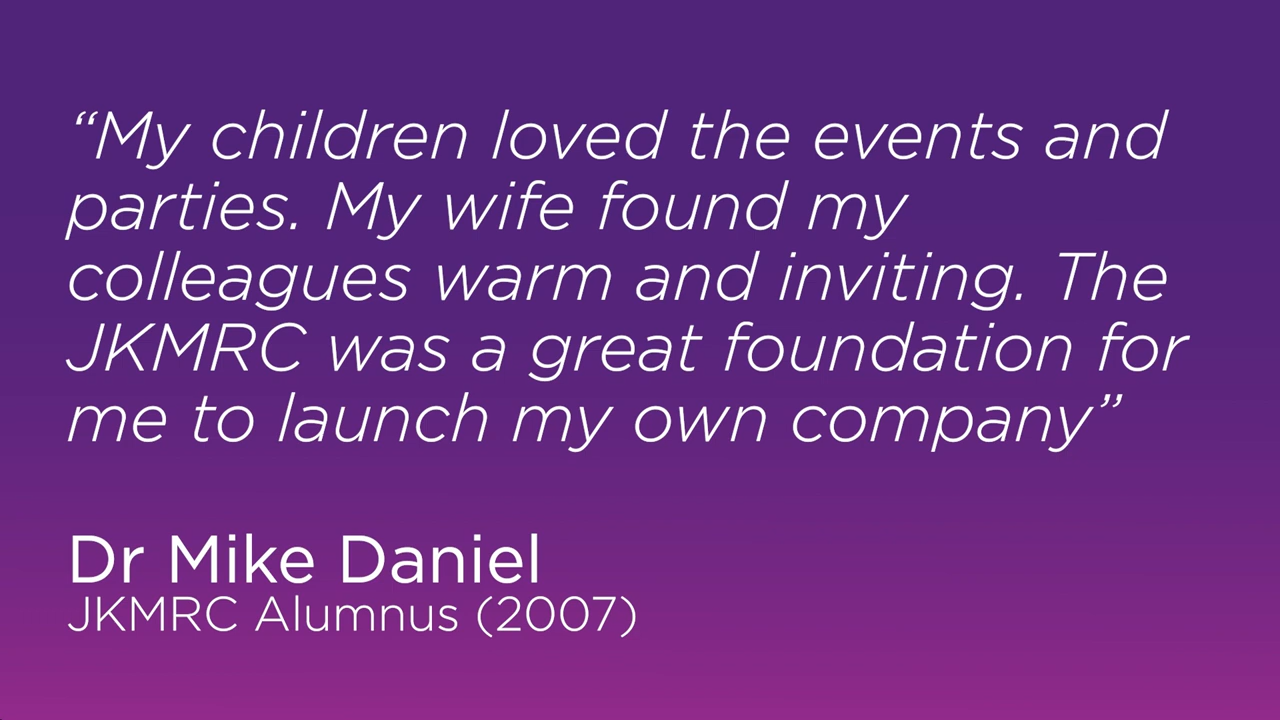 “My children loved the events and
parties. My wife found my
colleagues warm and inviting. The
JKMRC was a great foundation for
me to launch my own company”
Dr Mike Daniel
JKMRC Alumnus (2007)